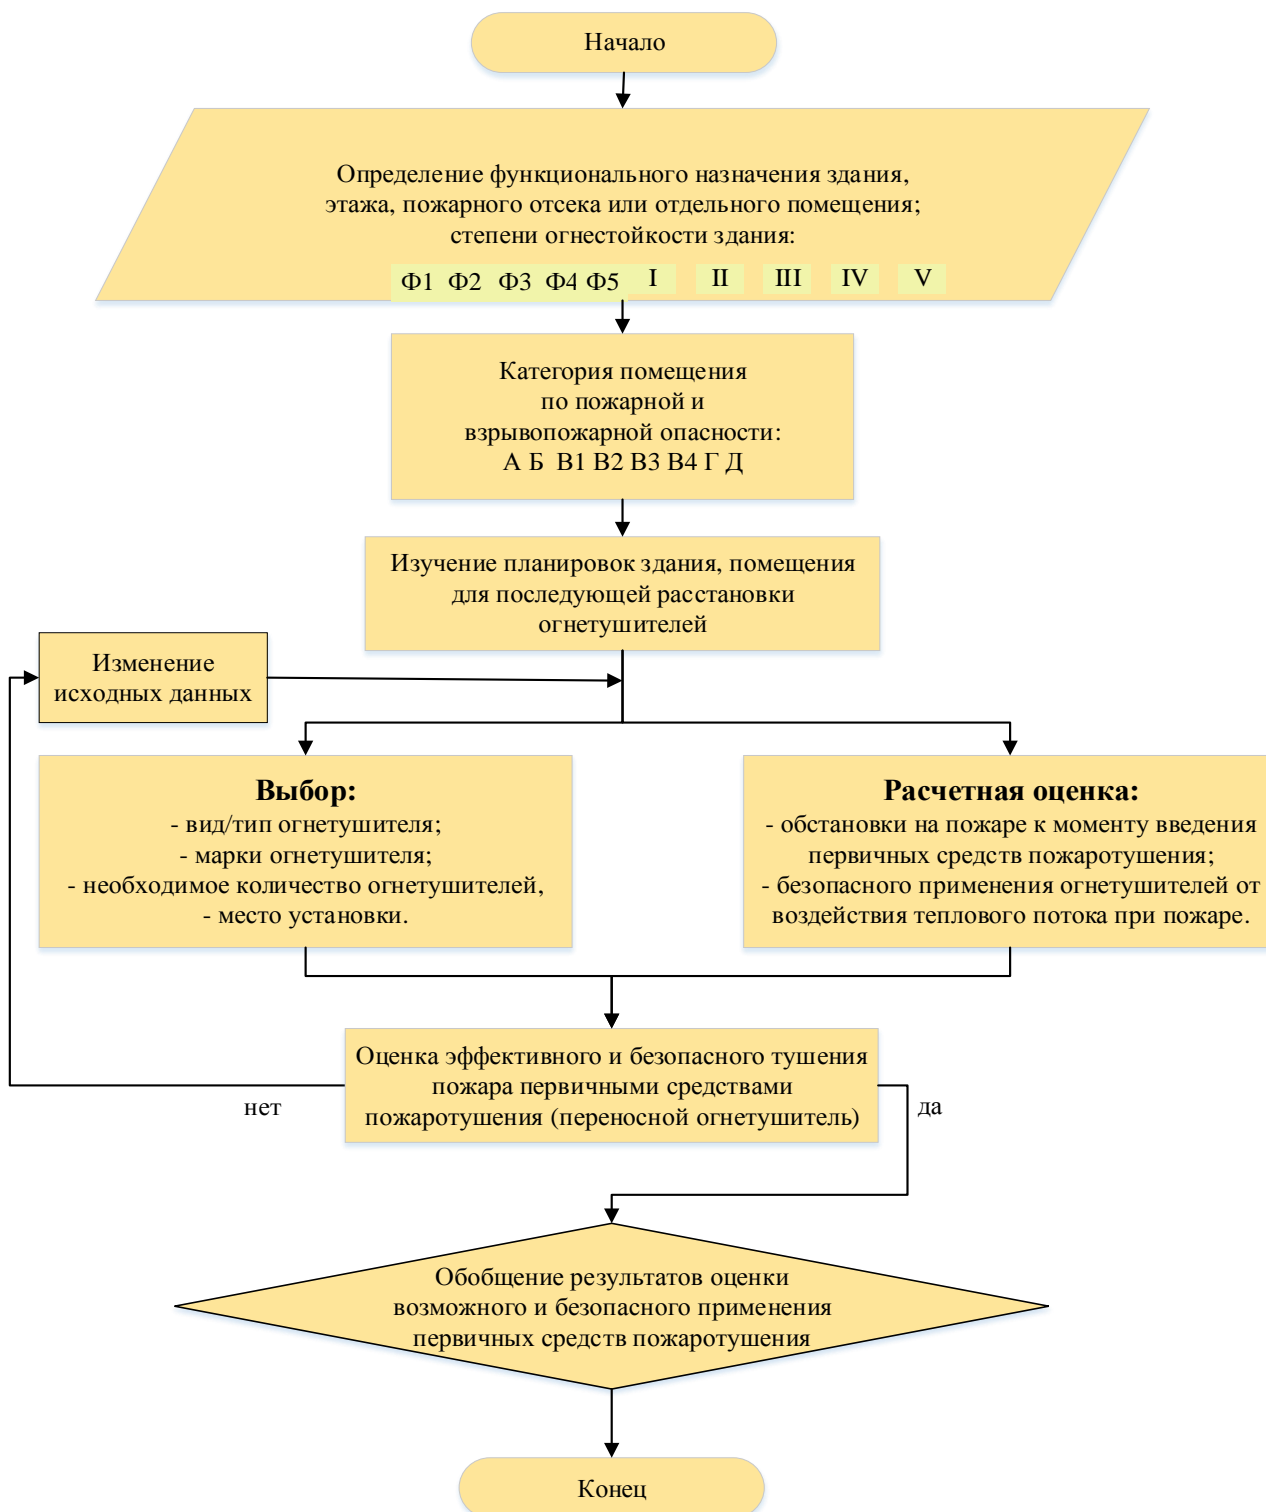 Начало
Определение функционального назначения здания,
этажа, пожарного отсека или отдельного помещения;
степени огнестойкости здания:
Ф1 Ф2 Ф3 Ф4 Ф5 I II III IV V
Категория помещения
по пожарной и
взрывопожарной опасности:
А Б В1 В2 В3 В4 Г Д
Изучение планировок здания, помещения
для последующей расстановки
огнетушителей
Изменение
исходных данных
Выбор:
- вид/тип огнетушителя;
- марки огнетушителя;
- необходимое количество огнетушителей,
- место установки.
Расчетная оценка:
- обстановки на пожаре к моменту введения
первичных средств пожаротушения;
- безопасного применения огнетушителей от
воздействия теплового потока при пожаре.
Оценка эффективного и безопасного тушения
пожара первичными средствами
пожаротушения (переносной огнетушитель)
нет
да
Обобщение результатов оценки
возможного и безопасного применения
первичных средств пожаротушения
Конец